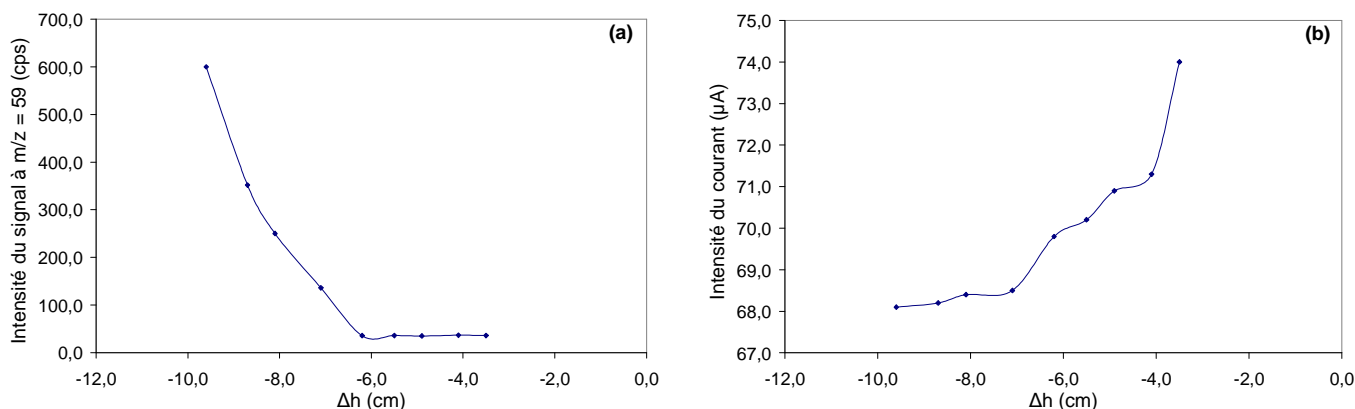 (a)
Intensité du signal à m/z = 59 (cps)
700,0
600,0
500,0
400,0
300,0
200,0
100,0
0,0
-12,0 -10,0 -8,0 -6,0 -4,0 -2,0 0,0
Δh (cm)
(b)
Intensité du courant (µA)
75,0
74,0
73,0
72,0
71,0
70,0
69,0
68,0
67,0
-12,0 -10,0 -8,0 -6,0 -4,0 -2,0 0,0
Δh (cm)